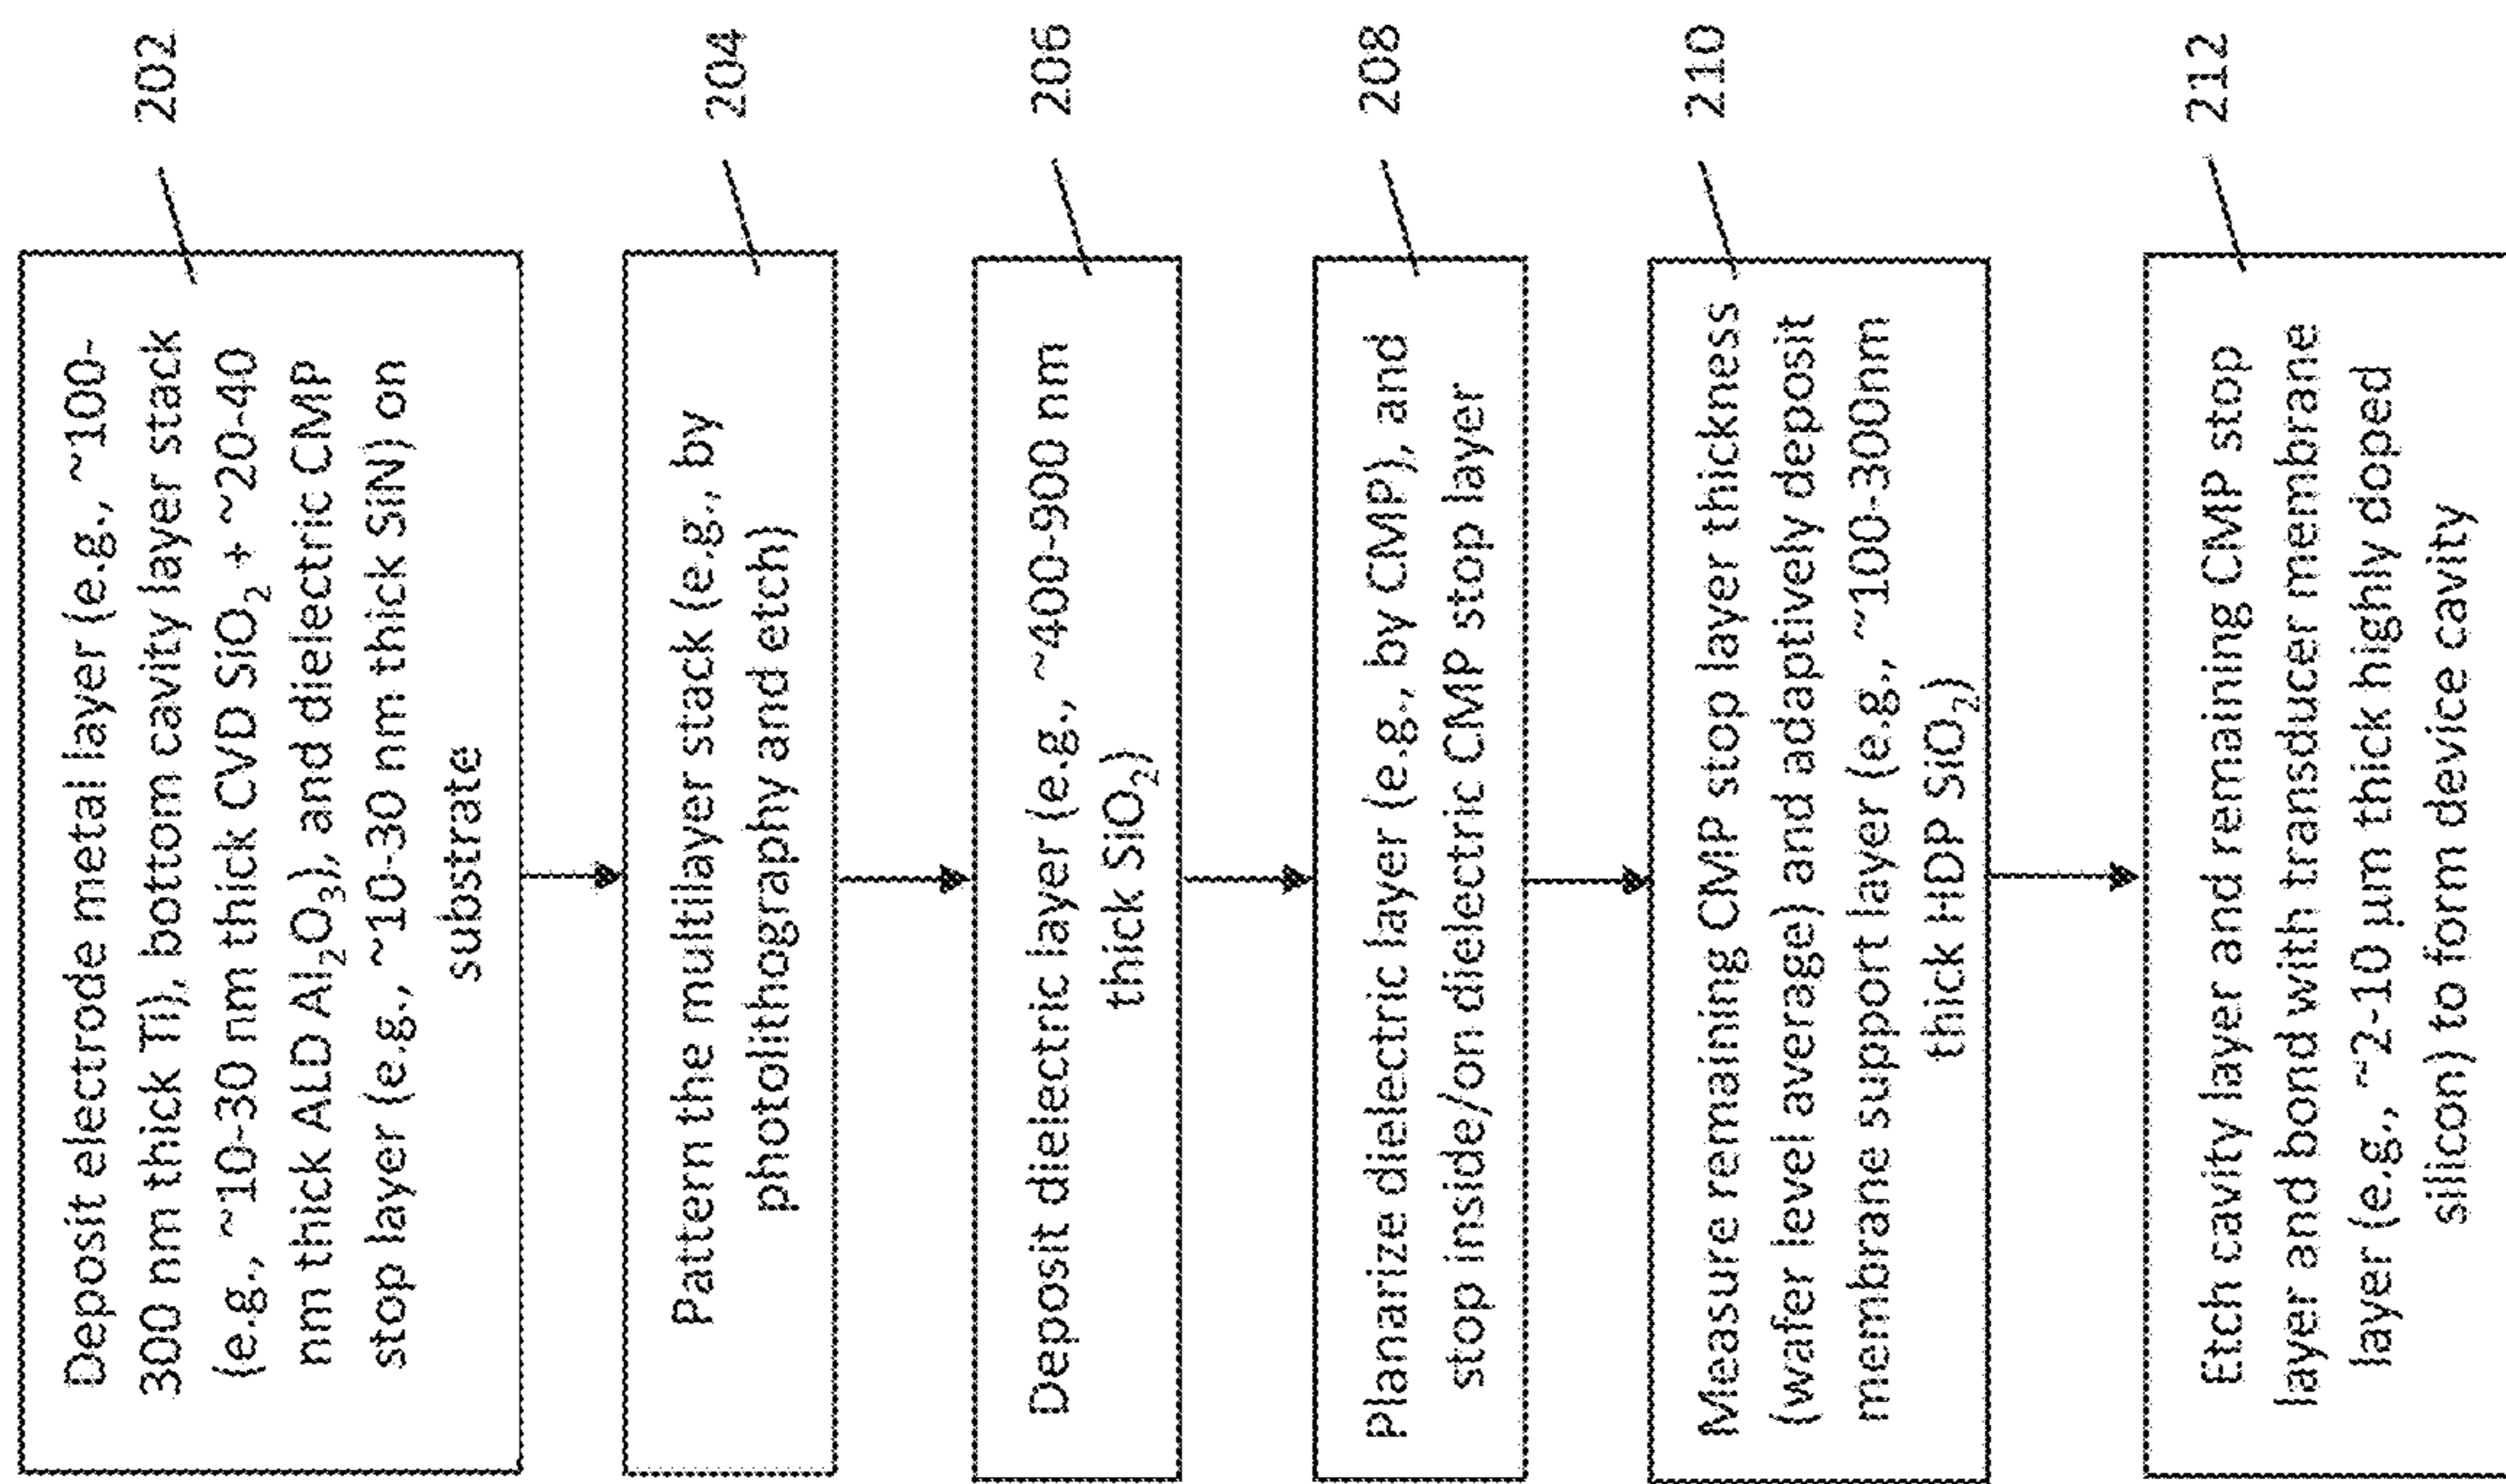 Deposit electrode metal layer (e.g., ~100-
300 nm thick Ti), bottom cavity layer stack
(e.g., ~10-30 nm thick CVD SiO₂ + ~20-40
nm thick ALD Al₂O₃), and dielectric CMP
stop layer (e.g., ~10-30 nm thick SiN) on
substrate
202
Pattern the multilayer stack (e.g., by
photolithography and etch)
204
Deposit dielectric layer (e.g., ~400-900 nm
thick SiO₂)
206
Planarize dielectric layer (e.g., by CMP), and
stop inside/on dielectric CMP stop layer
208
Measure remaining CMP stop layer thickness
(wafer level average) and adaptively deposit
membrane support layer (e.g., ~100-300nm
thick HDP SiO₂)
210
Etch cavity layer and remaining CMP stop
layer and bond with transducer membrane
layer (e.g., ~2-10 µm thick highly doped
silicon) to form device cavity
212